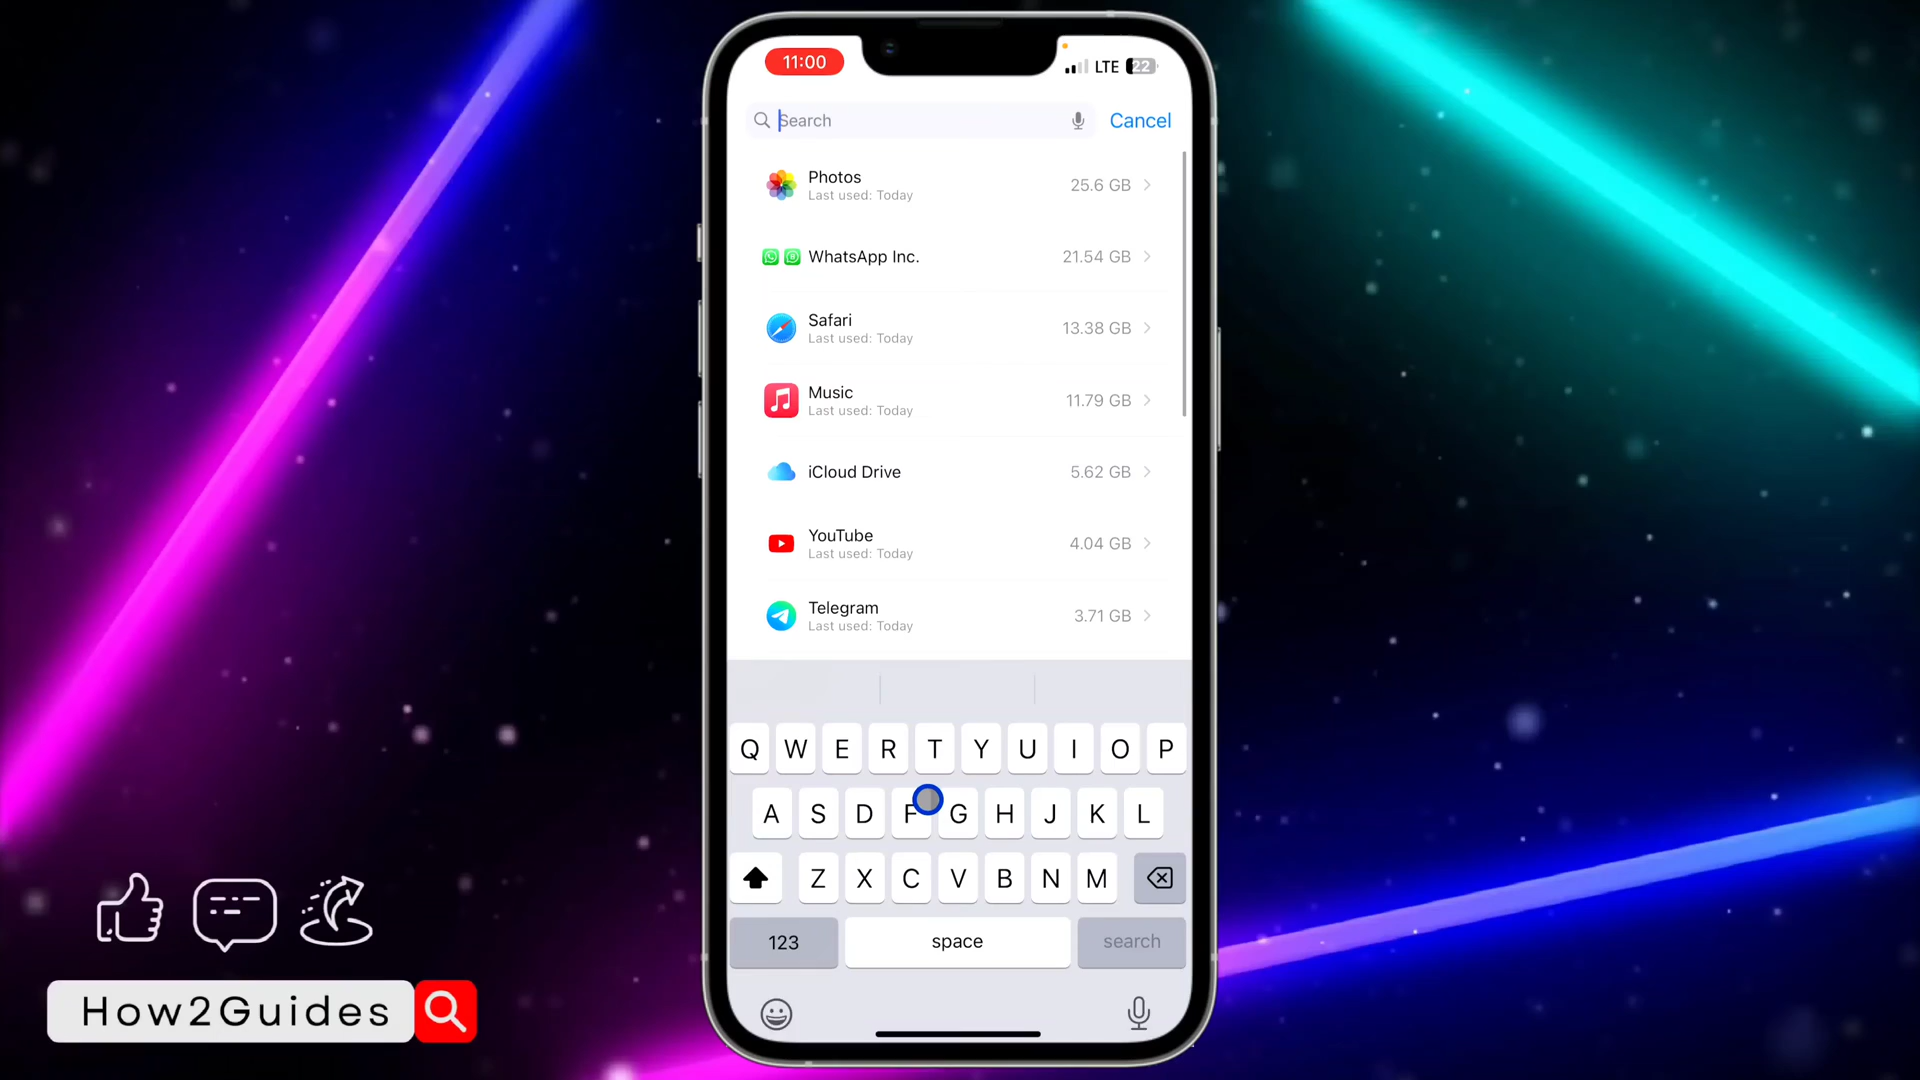 11:00
LTE 22
Search
Cancel
Photos
Last used: Today
25.6 GB
WhatsApp Inc.
21.54 GB
Safari
Last used: Today
13.38 GB
Music
Last used: Today
11.79 GB
iCloud Drive
5.62 GB
YouTube
Last used: Today
4.04 GB
Telegram
Last used: Today
3.71 GB
Q W E R T Y U I O P
A S D F G H J K L
Z X C V B N M
123 space search
How2Guides